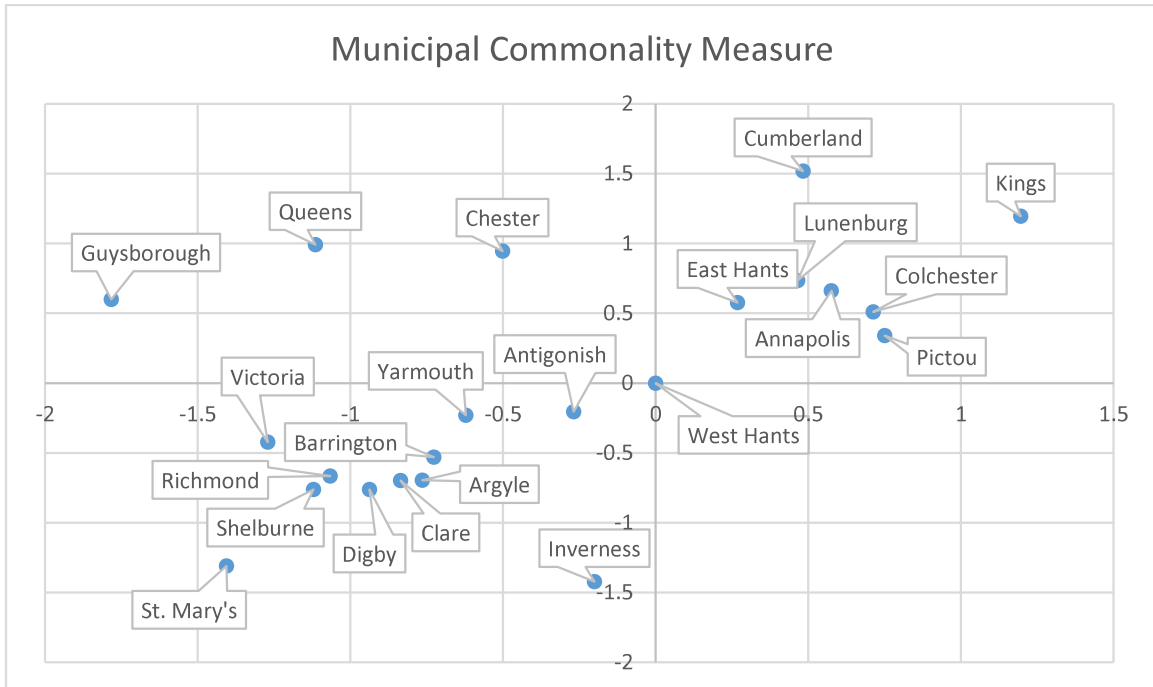 Municipal Commonality Measure
2
Cumberland
1.5
Kings
Queens
Chester
Lunenburg
Guysborough
1
East Hants
Colchester
0.5
Annapolis
Antigonish
Pictou
Victoria
Yarmouth
0
-2
-1.5
-1
-0.5
0
0.5
1
1.5
Barrington
West Hants
-0.5
Richmond
Argyle
Shelburne
Clare
-1
Digby
Inverness
-1.5
St. Mary's
-2